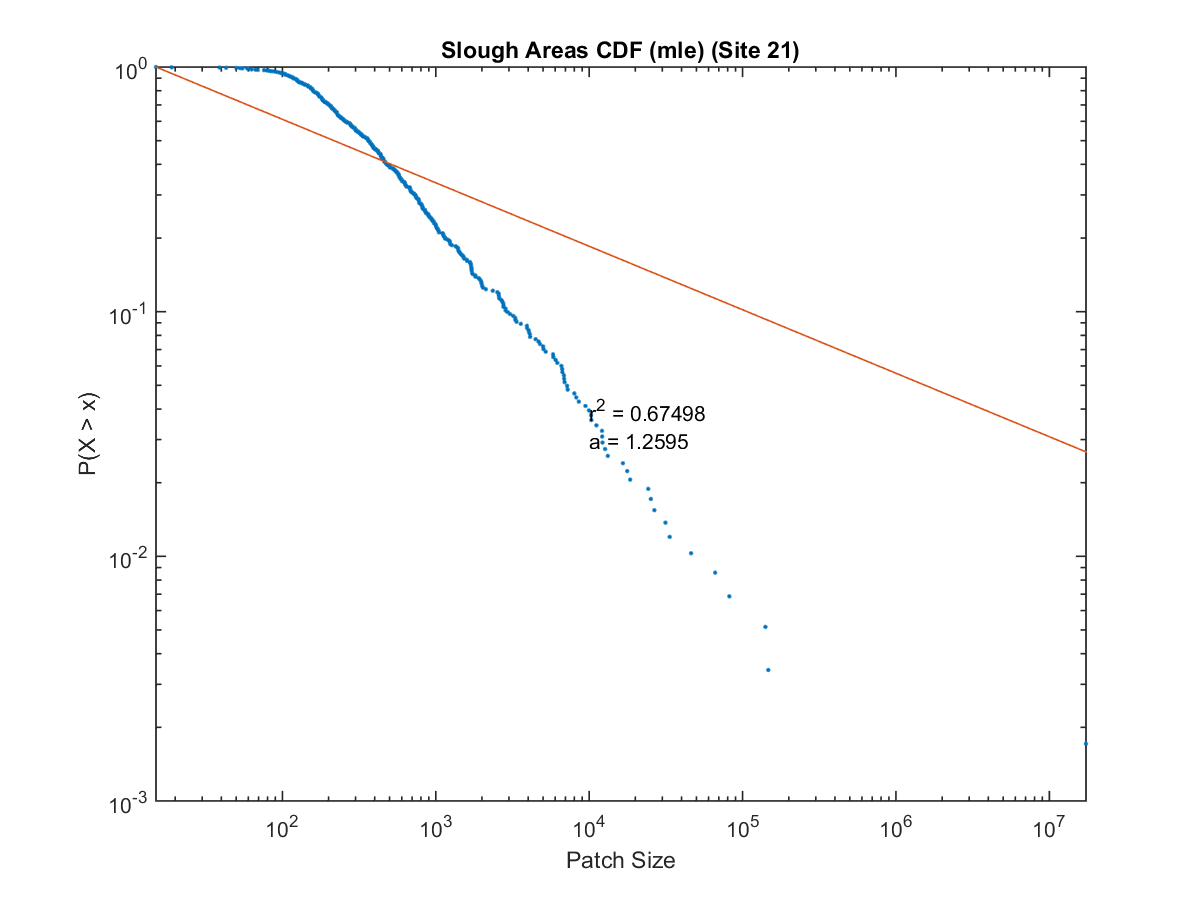 Slough Areas CDF (mle) (Site 21)
10^0
10^-1
10^-2
10^-3
P(X > x)
r^2 = 0.67498
a = 1.2595
10^2 10^3 10^4 10^5 10^6 10^7
Patch Size